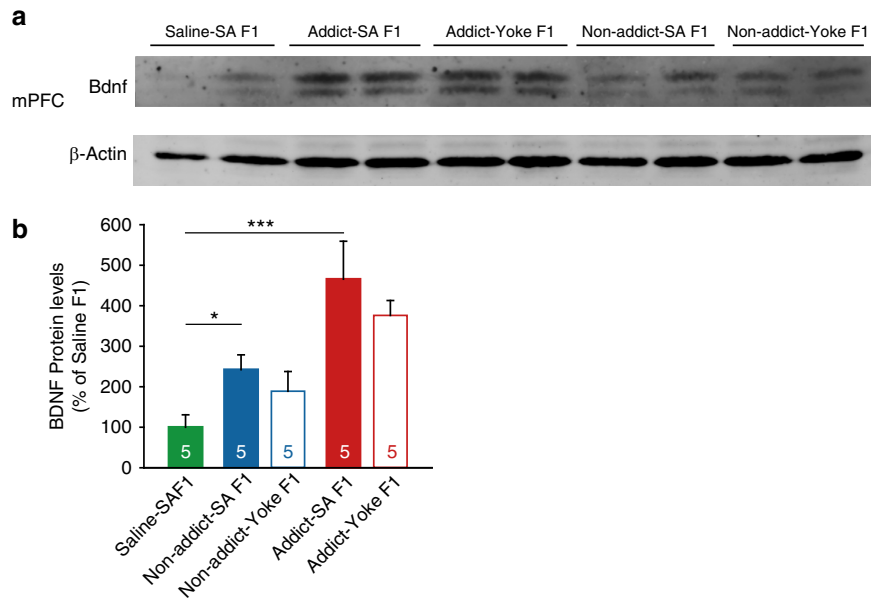 a
Saline-SA F1 Addict-SA F1 Addict-Yoke F1 Non-addict-SA F1 Non-addict-Yoke F1
mPFC
Bdnf
β-Actin
b
BDNF Protein levels
(% of Saline F1)
600
500
400
300
200
100
0
***
*
5 5 5 5 5
Saline-SAF1
Non-addict-SA F1
Non-addict-Yoke F1
Addict-SA F1
Addict-Yoke F1